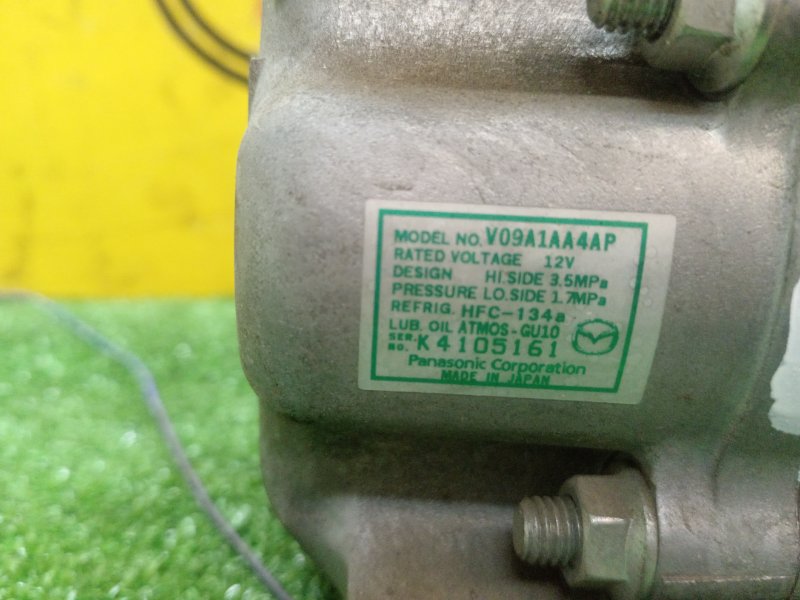 MODEL NO. V09A1AA4AP
RATED VOLTAGE 12V
DESIGN HI.SIDE 3.5MPa
PRESSURE LO.SIDE 1.7MPa
REFRIG. HFC-134a
LUB. OIL ATMOS-GU10
SER. NO. K4105161
Panasonic Corporation
MADE IN JAPAN